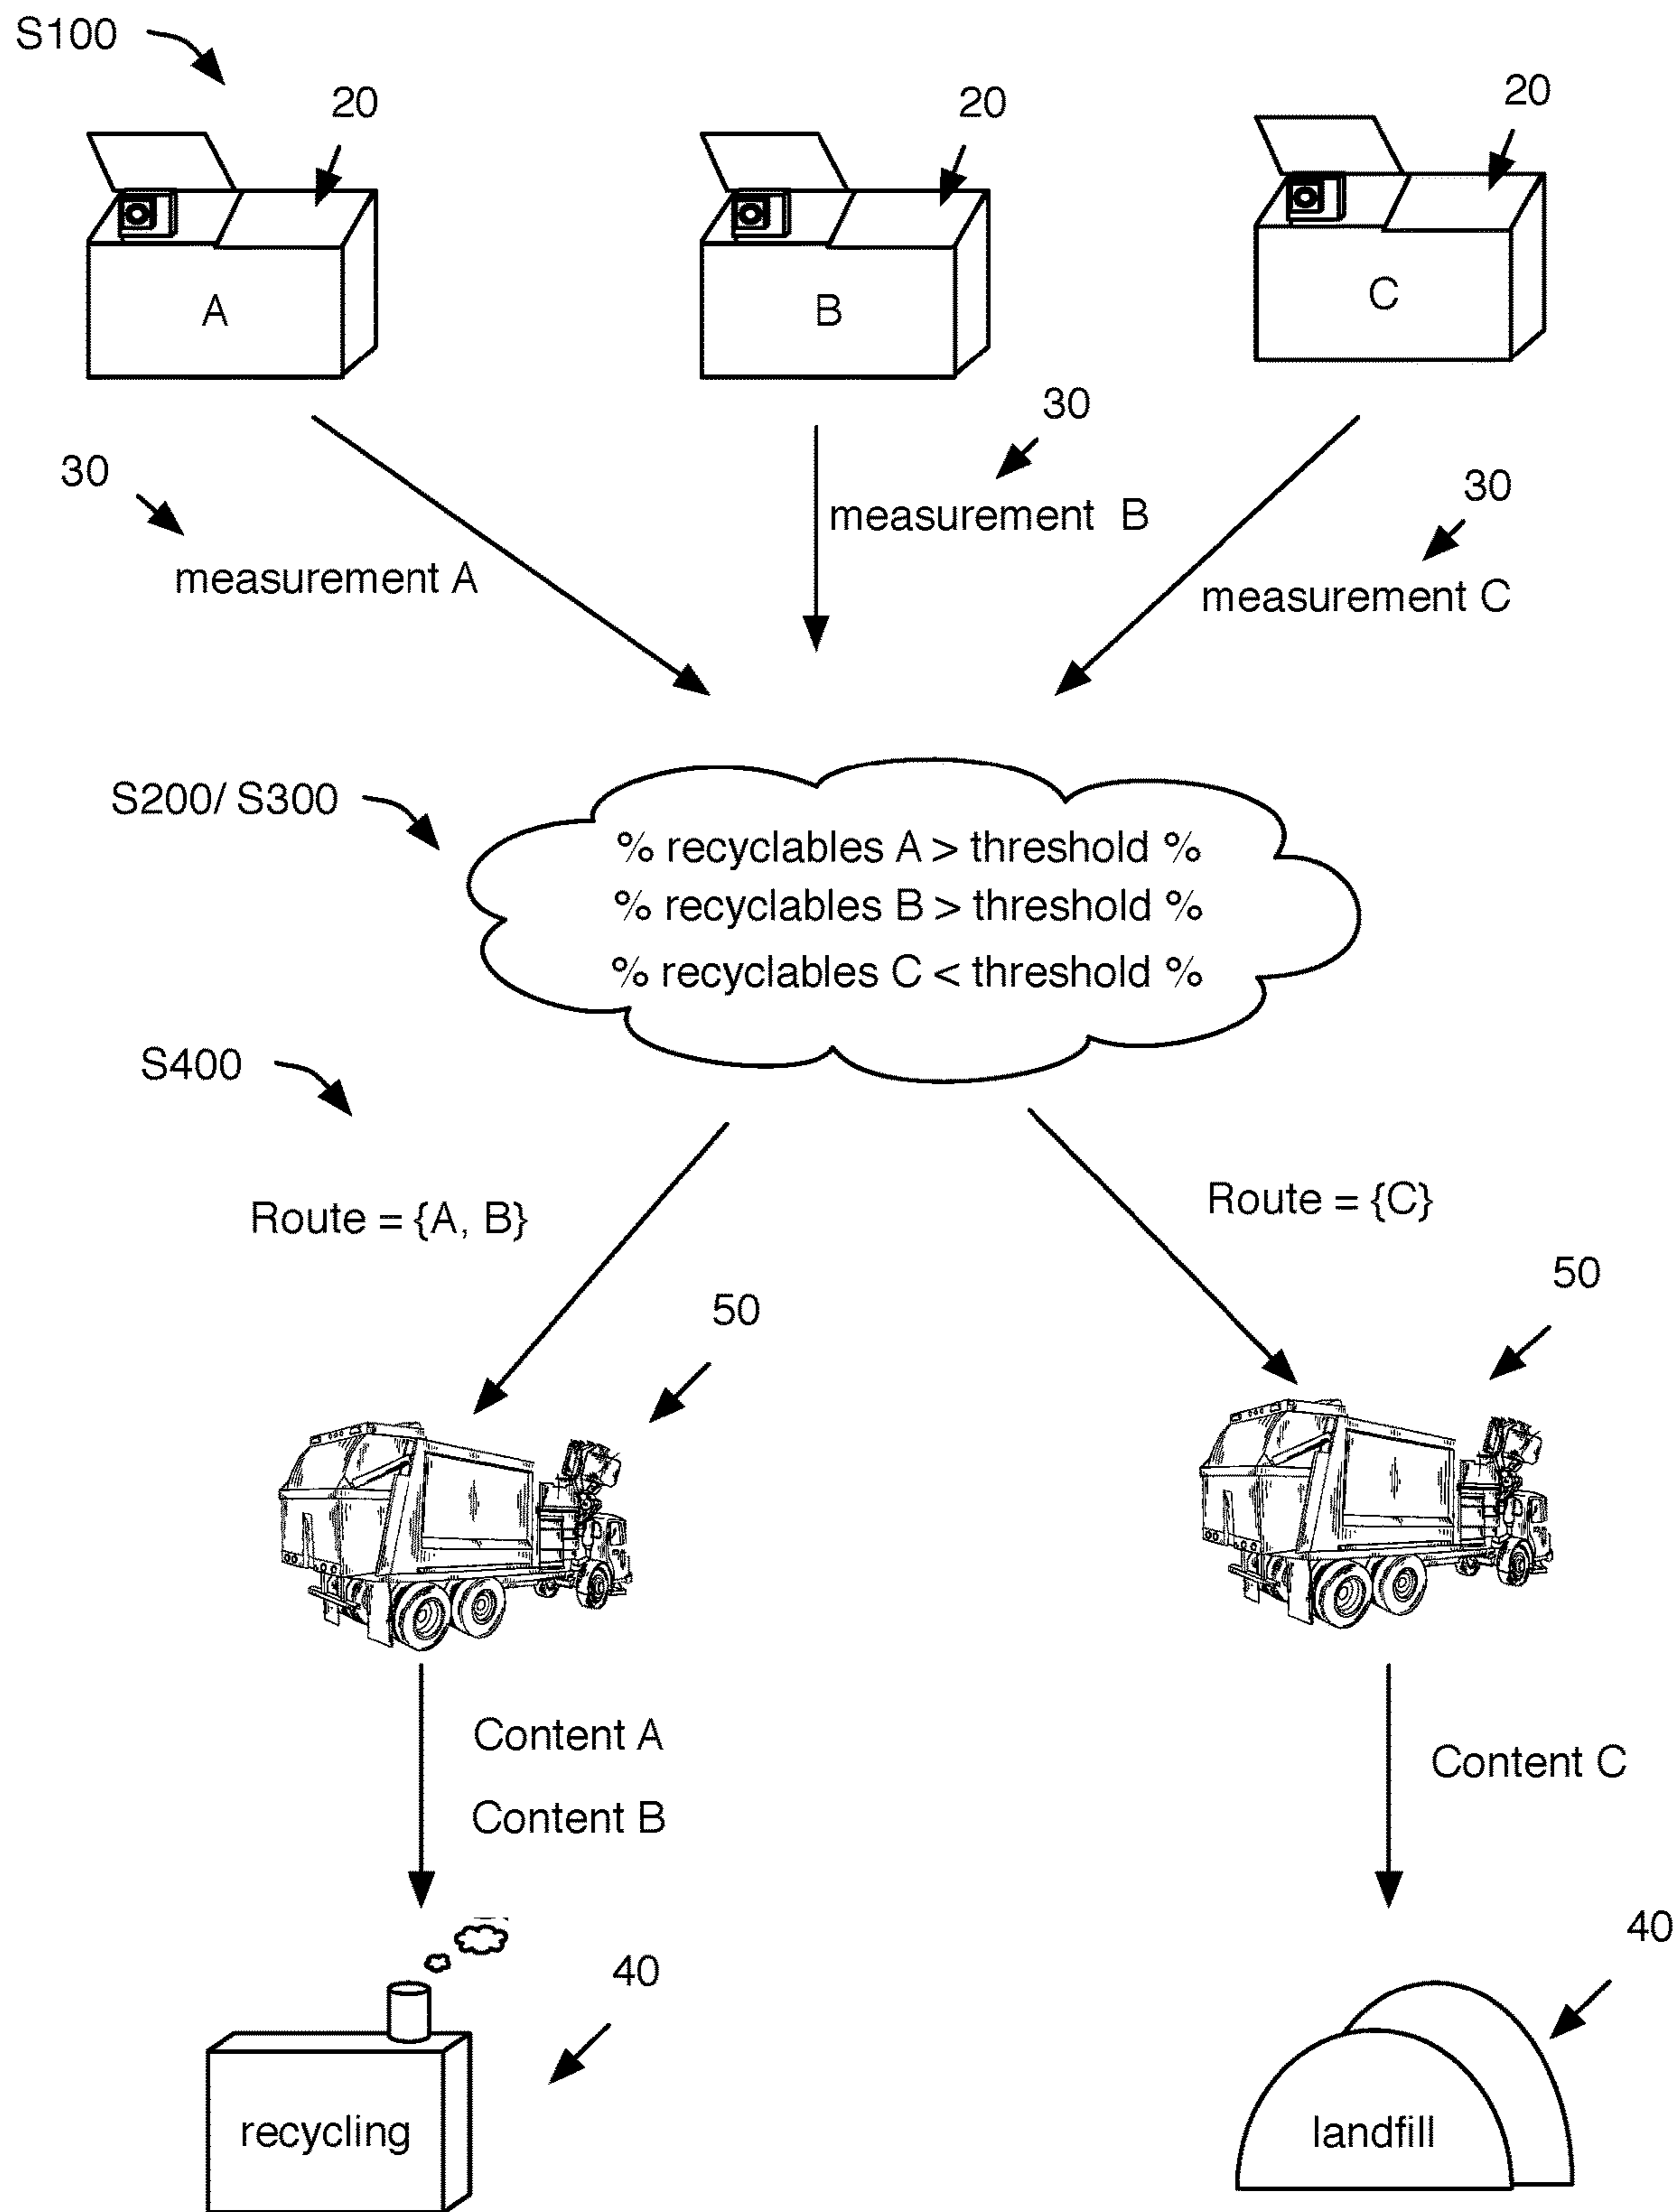 S100
20
20
20
A
B
C
30
30
30
measurement A
measurement B
measurement C
S200/ S300
% recyclables A > threshold %
% recyclables B > threshold %
% recyclables C < threshold %
S400
Route = {A, B}
Route = {C}
50
50
Content A
Content B
Content C
40
40
recycling
landfill